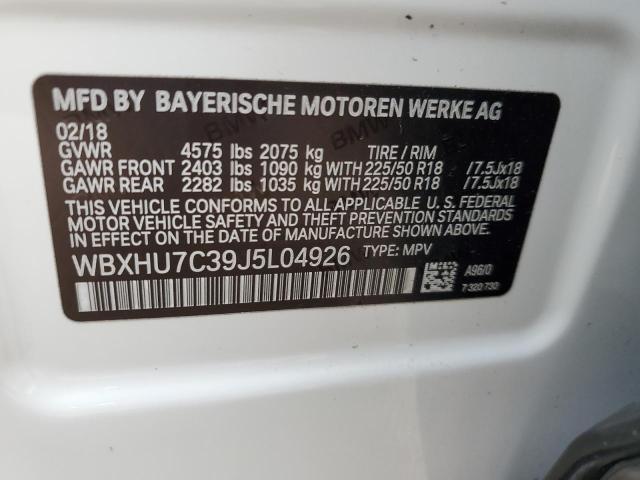 MFD BY BAYERISCHE MOTOREN WERKE AG
02/18
GVWR 4575 lbs 2075 kg TIRE / RIM
GAWR FRONT 2403 lbs 1090 kg WITH 225/50 R18 /7.5Jx18
GAWR REAR 2282 lbs 1035 kg WITH 225/50 R18 /7.5Jx18
THIS VEHICLE CONFORMS TO ALL APPLICABLE U. S. FEDERAL
MOTOR VEHICLE SAFETY AND THEFT PREVENTION STANDARDS
IN EFFECT ON THE DATE OF MANUFACTURE SHOWN ABOVE.
WBXHU7C39J5L04926 TYPE: MPV
A96/0
7 320 730